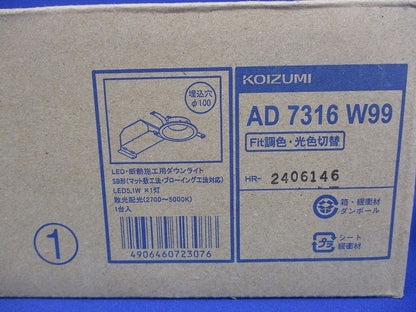 埋込穴
φ100
LED・断熱施工用ダウンライト
SB形(マット敷工法・ブローイング工法対応)
LED5.1W ×1灯
散光配光(2700～5000K)
1台入
4906460723076
KOIZUMI
AD 7316 W99
Fit調色・光色切替
HR- 2406146
箱・緩衝材
ダンボール
プラ
シート
緩衝材
1